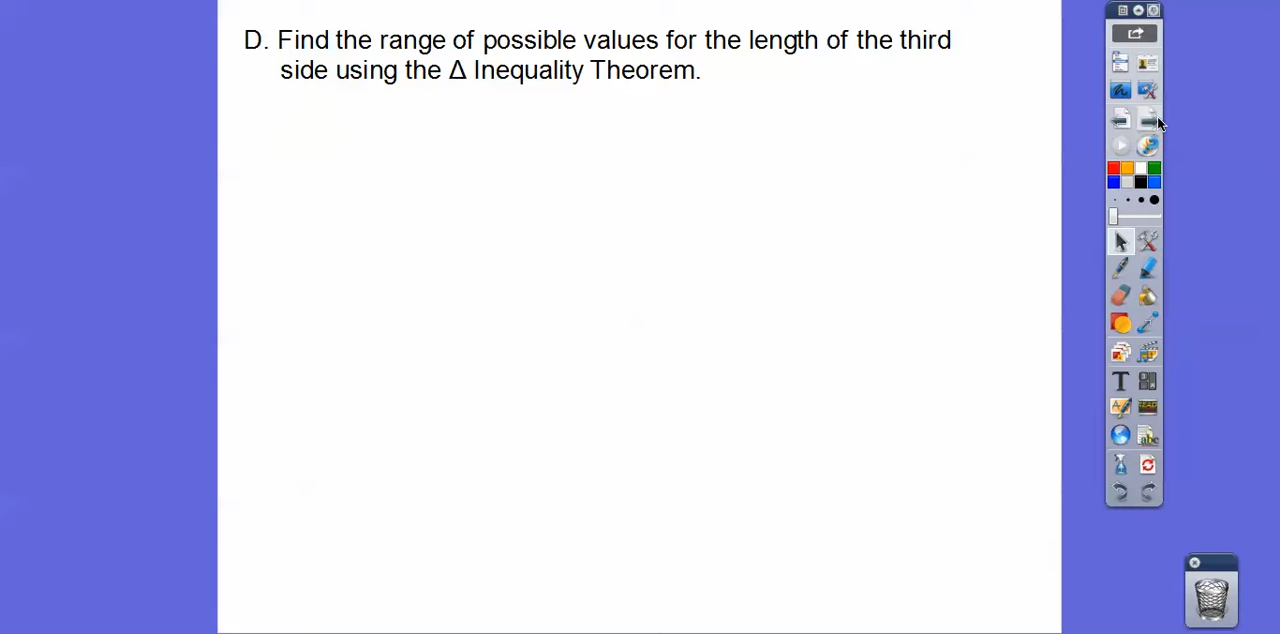 D. Find the range of possible values for the length of the third
side using the Δ Inequality Theorem.